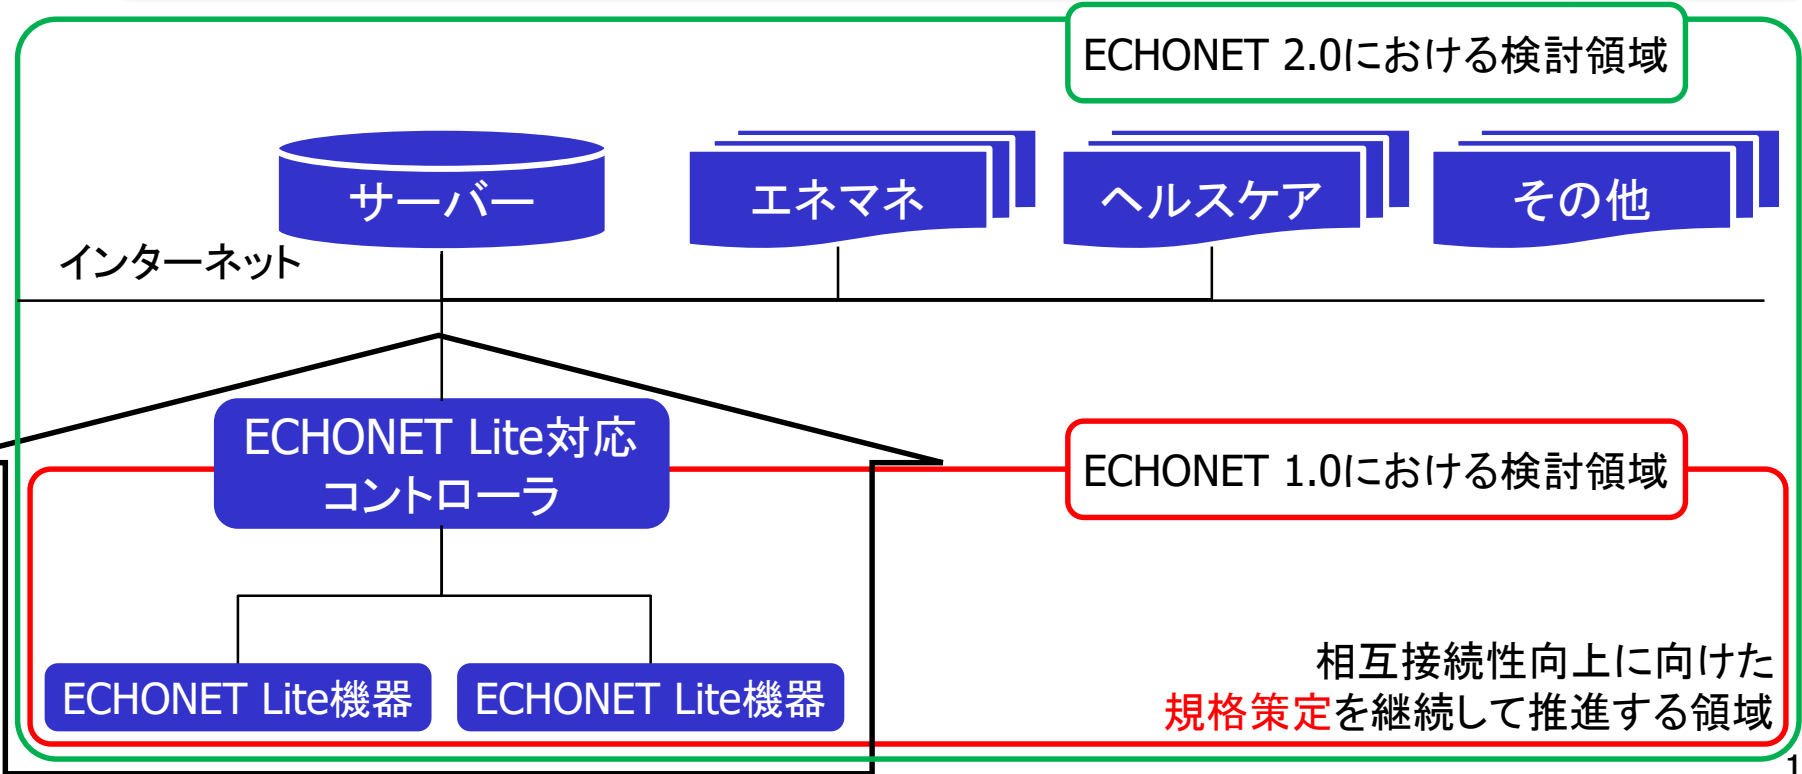 ECHONET 2.0における検討領域
サーバー
エネマネ
ヘルスケア
その他
インターネット
ECHONET Lite対応
コントローラ
ECHONET 1.0における検討領域
ECHONET Lite機器
ECHONET Lite機器
相互接続性向上に向けた
規格策定を継続して推進する領域
1